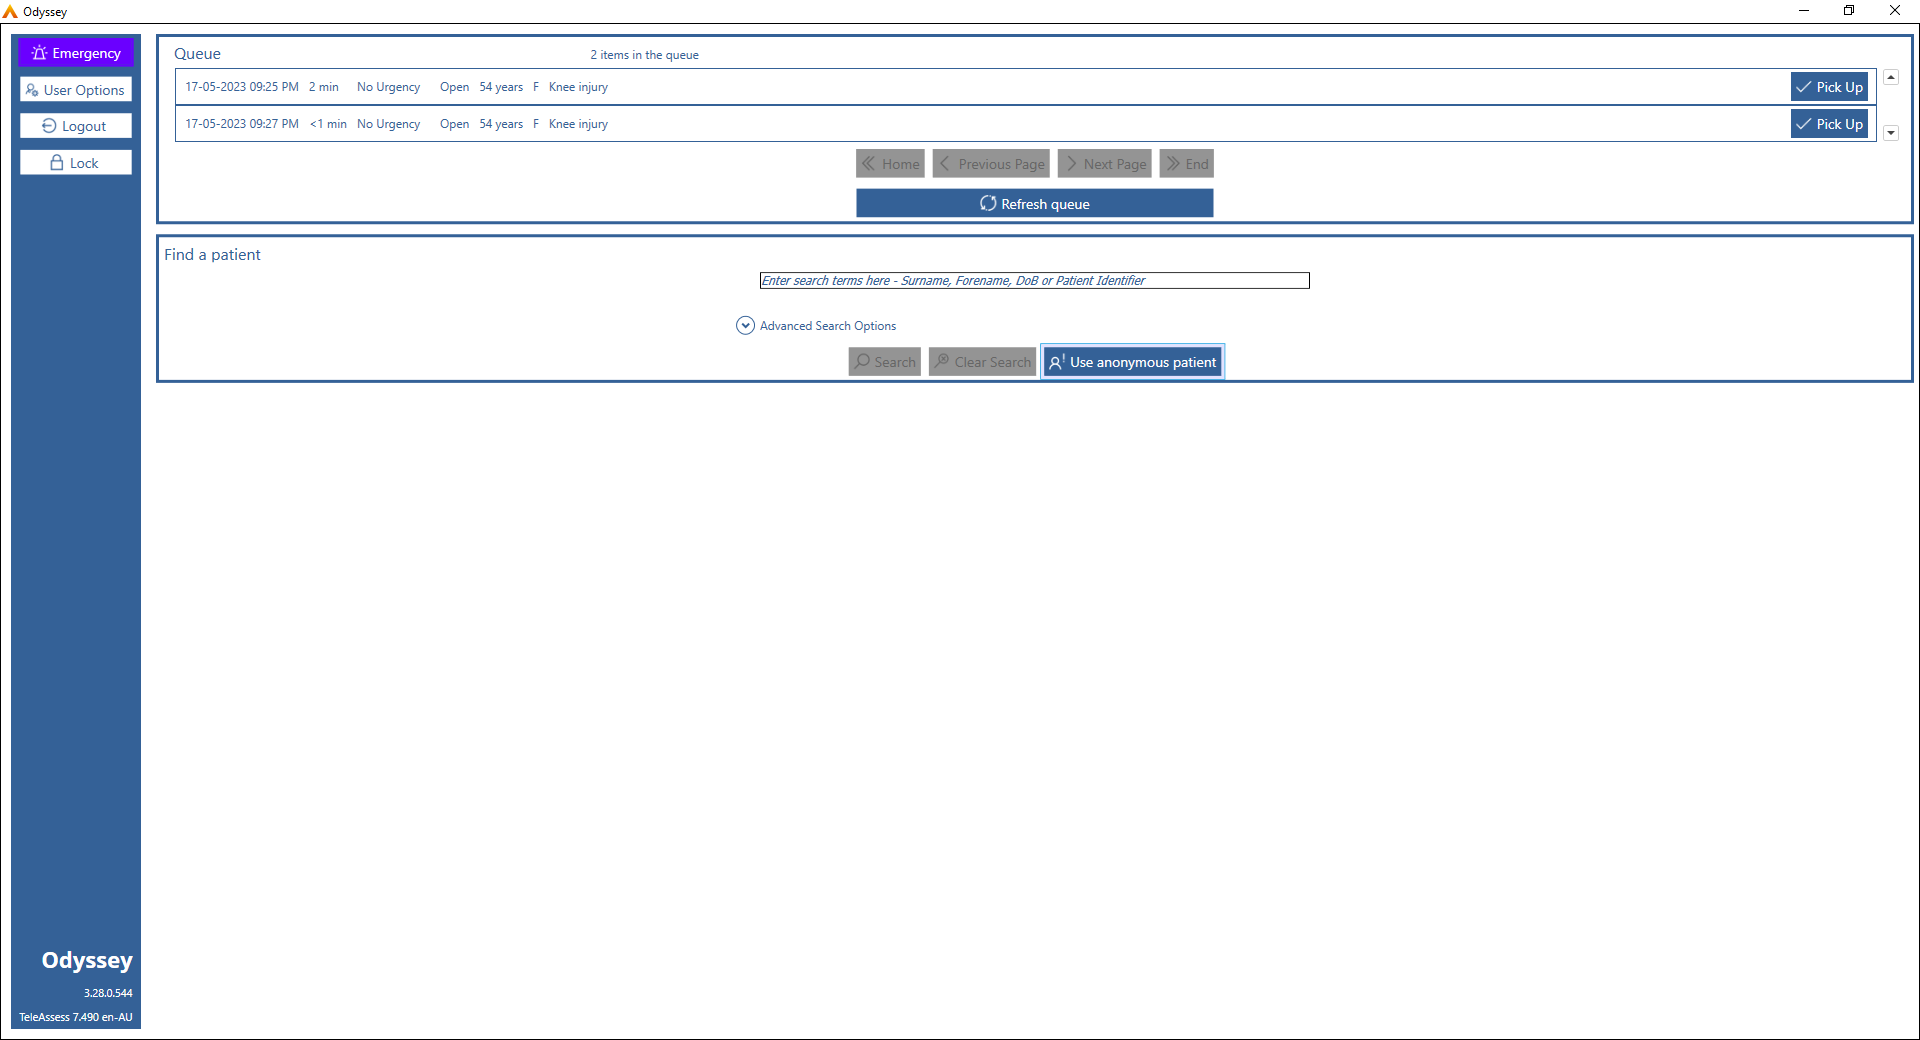 Odyssey
Emergency
User Options
Logout
Lock
Queue 2 items in the queue
17-05-2023 09:25 PM 2 min No Urgency Open 54 years F Knee injury Pick Up
17-05-2023 09:27 PM <1 min No Urgency Open 54 years F Knee injury Pick Up
Home Previous Page Next Page End
Refresh queue
Find a patient
Enter search terms here - Surname, Forename, DoB or Patient Identifier
Advanced Search Options
Search Clear Search Use anonymous patient
Odyssey
3.28.0.544
TeleAssess 7.490 en-AU